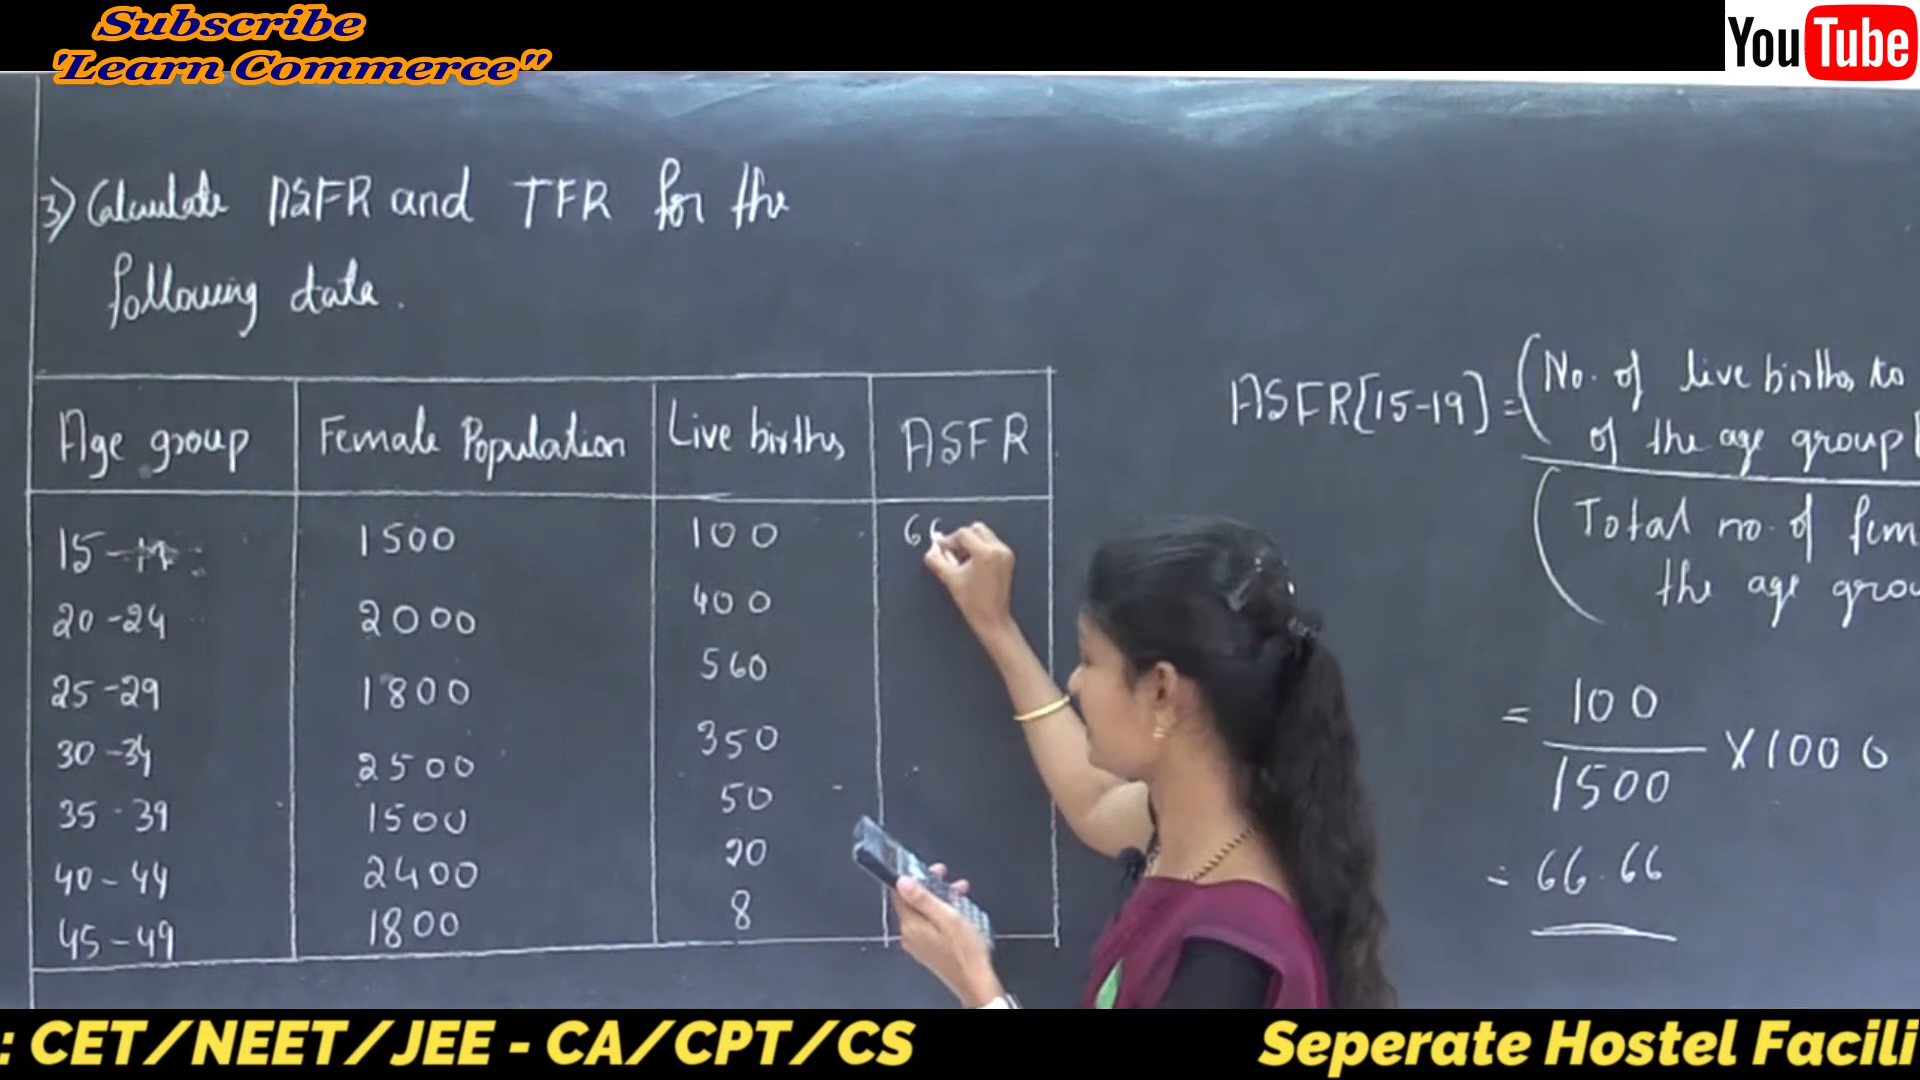 Subscribe
"Learn Commerce"
YouTube
3) Calculate ASFR and TFR for the
following data.
Age group Female Population Live births ASFR
15- 1500 100 66
20-24 2000 400
25-29 1800 560
30-34 2500 350
35-39 1500 50
40-44 2400 20
45-49 1800 8
ASFR[15-19] = (No. of live births to
of the age group
(Total no. of fem
the age grou
= 100
1500
X1000
= 66.66
: CET/NEET/JEE - CA/CPT/CS Seperate Hostel Facili